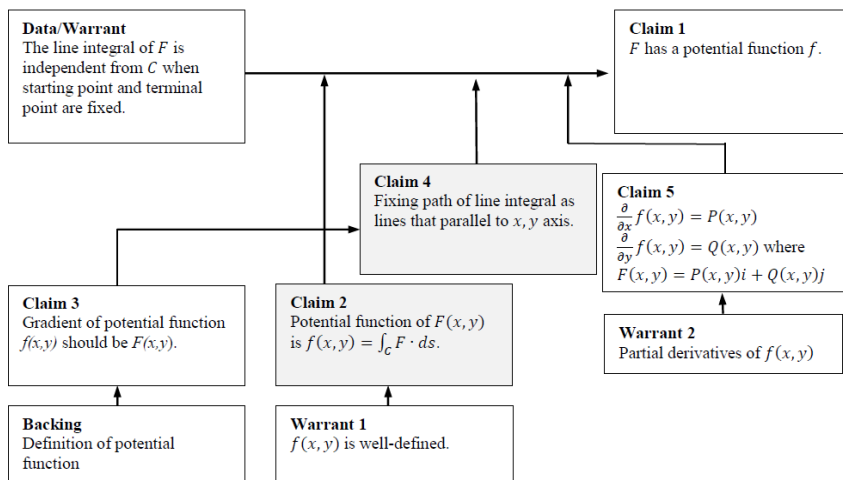 Data/Warrant
The line integral of F is
independent from C when
starting point and terminal
point are fixed.
Claim 1
F has a potential function f.
Claim 4
Fixing path of line integral as
lines that parallel to x, y axis.
Claim 5
∂/∂x f(x, y) = P(x, y)
∂/∂y f(x, y) = Q(x, y) where
F(x, y) = P(x, y)i + Q(x, y)j
Claim 3
Gradient of potential function
f(x,y) should be F(x,y).
Claim 2
Potential function of F(x, y)
is f(x, y) = ∫_C F · ds.
Warrant 2
Partial derivatives of f(x, y)
Backing
Definition of potential
function
Warrant 1
f(x, y) is well-defined.